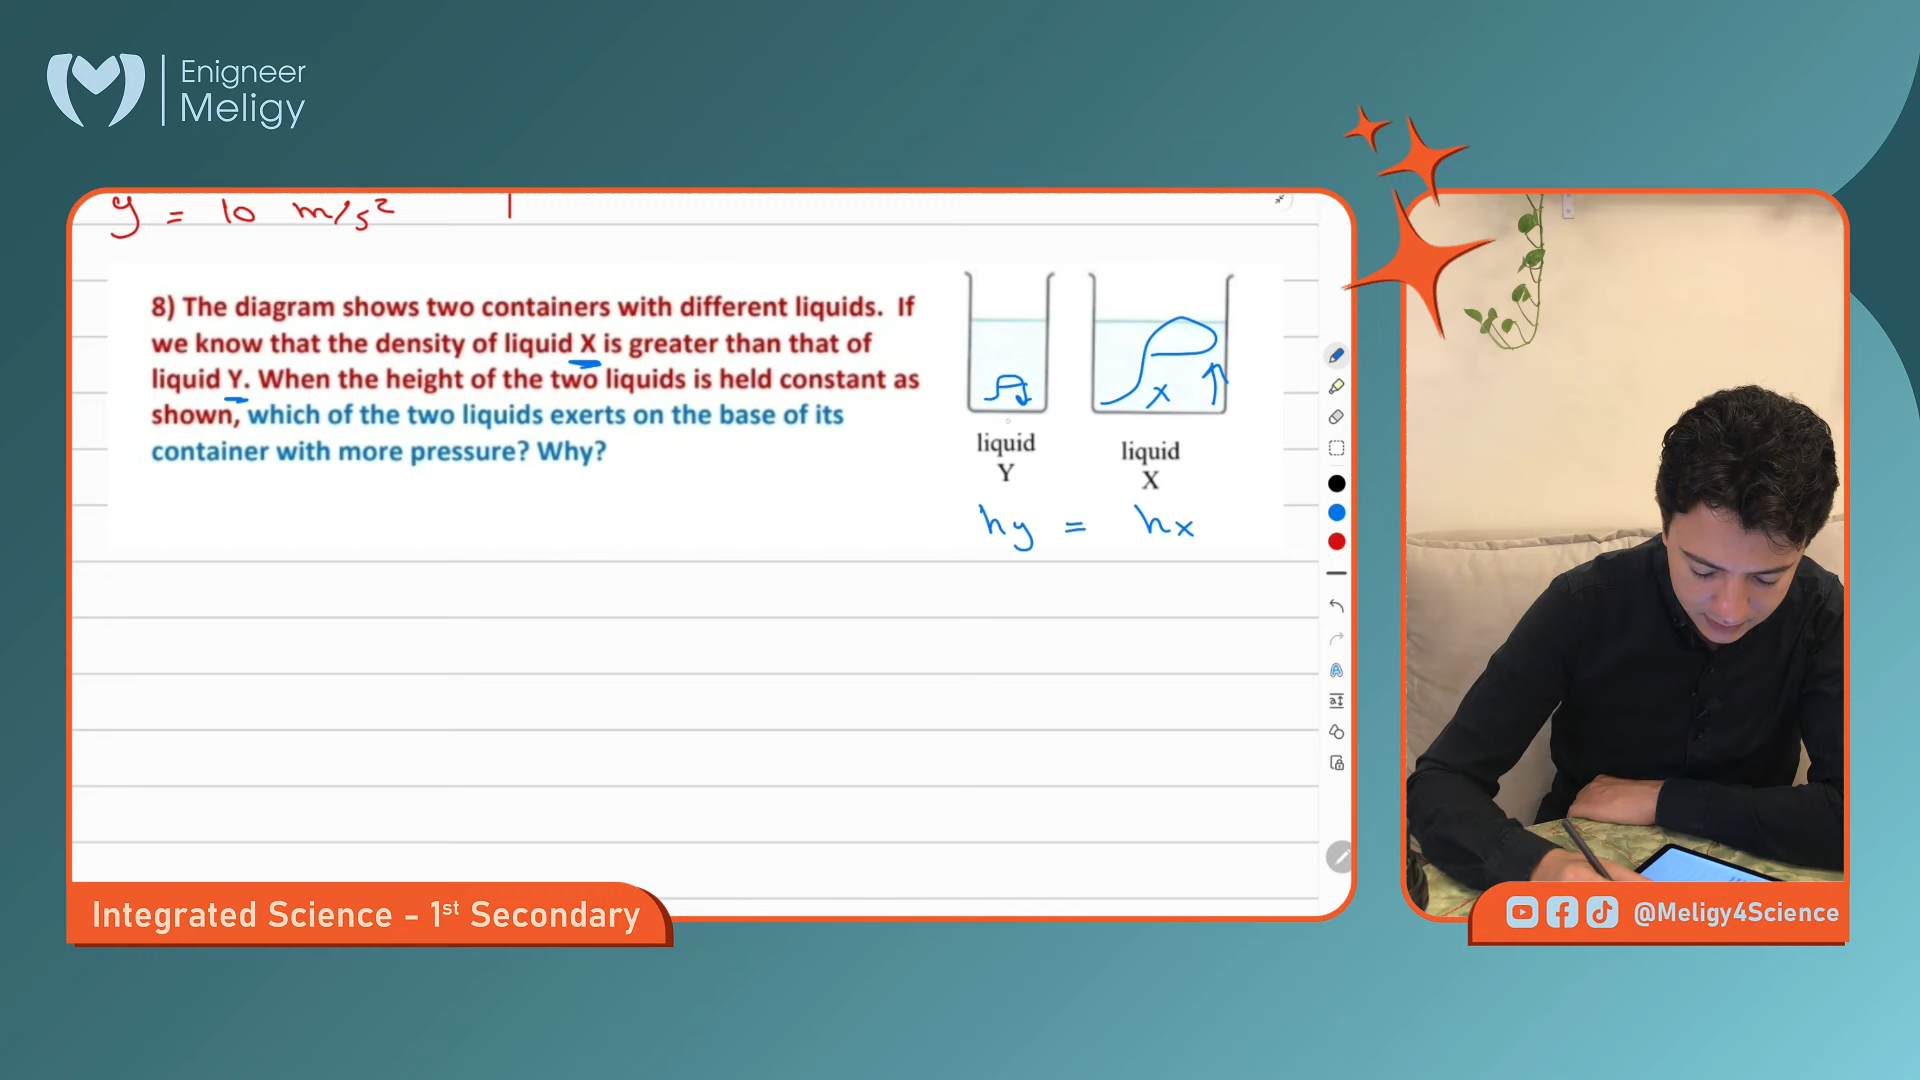 Enigneer
Meligy
g = 10 m/s²
8) The diagram shows two containers with different liquids. If
we know that the density of liquid X is greater than that of
liquid Y. When the height of the two liquids is held constant as
shown, which of the two liquids exerts on the base of its
container with more pressure? Why?
x
liquid
Y
liquid
X
hy = hx
Integrated Science - 1st Secondary
@Meligy4Science